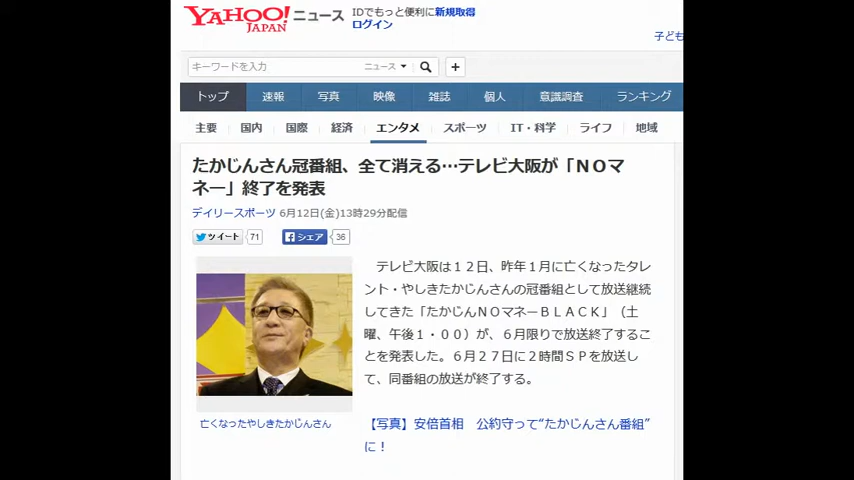 YAHOO! ニュース
JAPAN
IDでもっと便利に新規取得
ログイン
子ども
キーワードを入力
ニュース
+
トップ 速報 写真 映像 雑誌 個人 意識調査 ランキング
主要 国内 国際 経済 エンタメ スポーツ IT・科学 ライフ 地域
たかじんさん冠番組、全て消える…テレビ大阪が「ＮＯマ
ネー」終了を発表
デイリースポーツ 6月12日(金)13時29分配信
ツイート 71 シェア 36
テレビ大阪は１２日、昨年１月に亡くなったタレ
ント・やしきたかじんさんの冠番組として放送継続
してきた「たかじんＮＯマネーＢＬＡＣＫ」（土
曜、午後１・００）が、６月限りで放送終了するこ
とを発表した。６月２７日に２時間ＳＰを放送し
て、同番組の放送が終了する。
亡くなったやしきたかじんさん
【写真】安倍首相　公約守って“たかじんさん番組”
に！